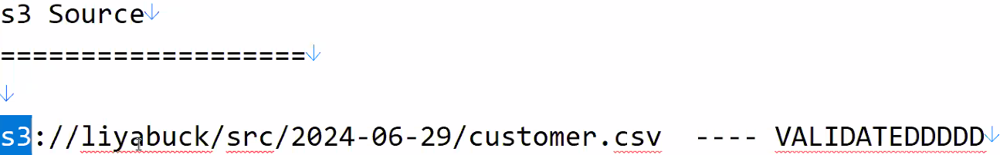 s3 Source
===================
s3://liyabuck/src/2024-06-29/customer.csv  ---- VALIDATEDDDDD